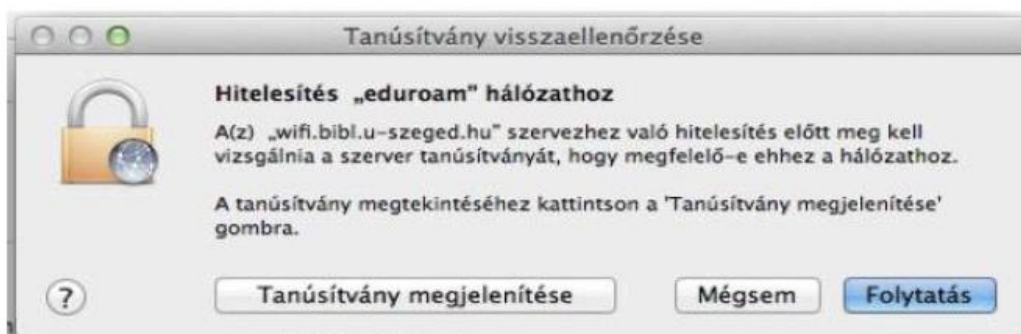 Tanúsítvány visszaellenőrzése
Hitelesítés „eduroam” hálózathoz
A(z) „wifi.bibl.u-szeged.hu” szervezhez való hitelesítés előtt meg kell
vizsgálnia a szerver tanúsítványát, hogy megfelelő-e ehhez a hálózathoz.
A tanúsítvány megtekintéséhez kattintson a 'Tanúsítvány megjelenítése'
gombra.
?
Tanúsítvány megjelenítése
Mégsem
Folytatás